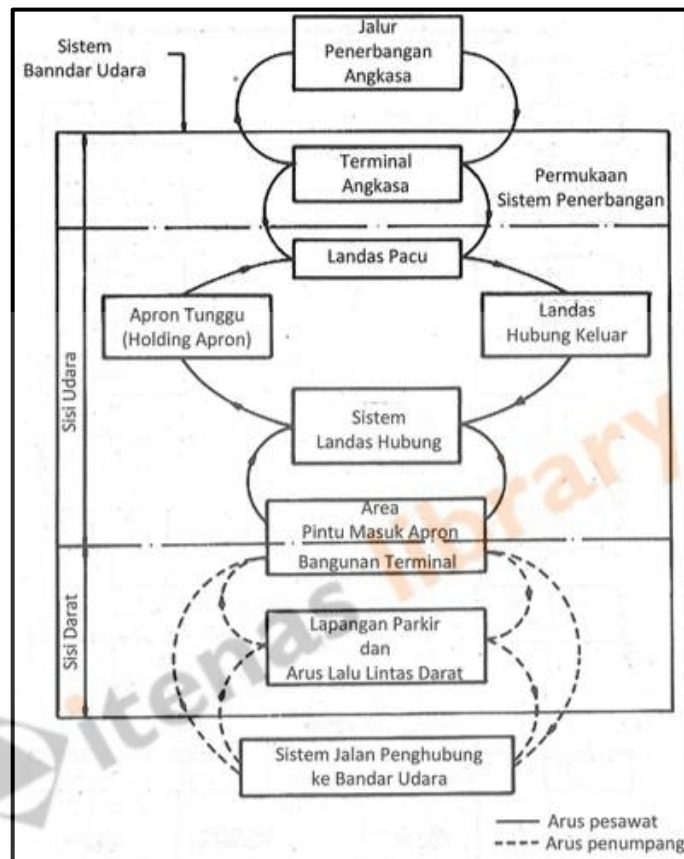 Jalur
Penerbangan
Angkasa
Sistem
Banndar Udara
Terminal
Angkasa
Permukaan
Sistem Penerbangan
Landas Pacu
Apron Tunggu
(Holding Apron)
Landas
Hubung Keluar
Sisi Udara
Sistem
Landas Hubung
Area
Pintu Masuk Apron
Bangunan Terminal
Sisi Darat
Lapangan Parkir
dan
Arus Lalu Lintas Darat
Sistem Jalan Penghubung
ke Bandar Udara
Arus pesawat
Arus penumpang
itenas library